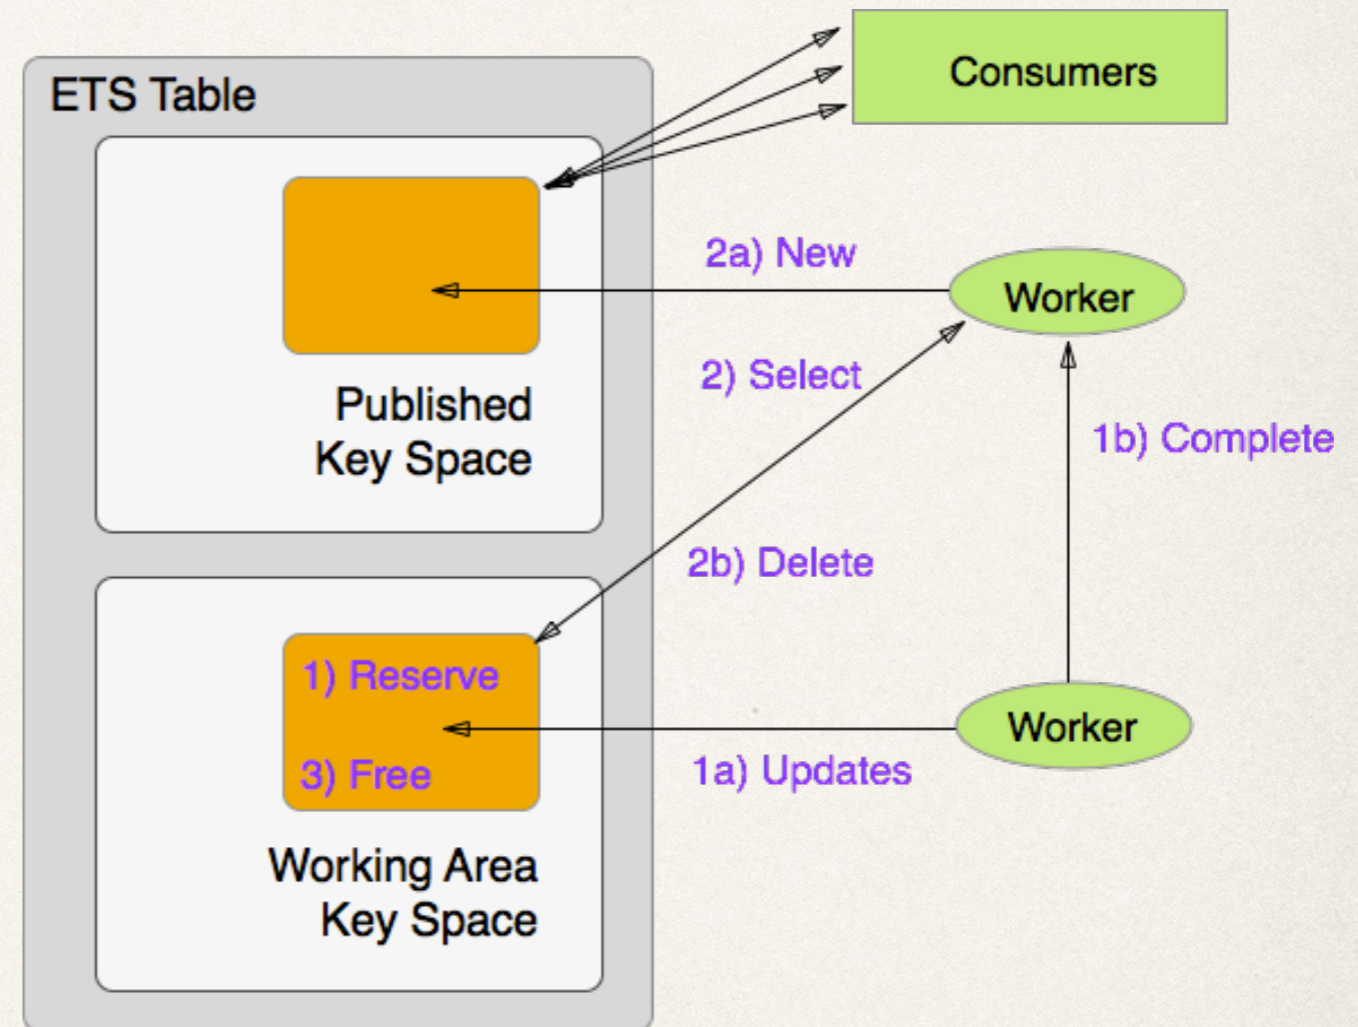 ETS Table
Consumers
2a) New
Worker
2) Select
Published
Key Space
1b) Complete
2b) Delete
1) Reserve
Worker
3) Free
1a) Updates
Working Area
Key Space